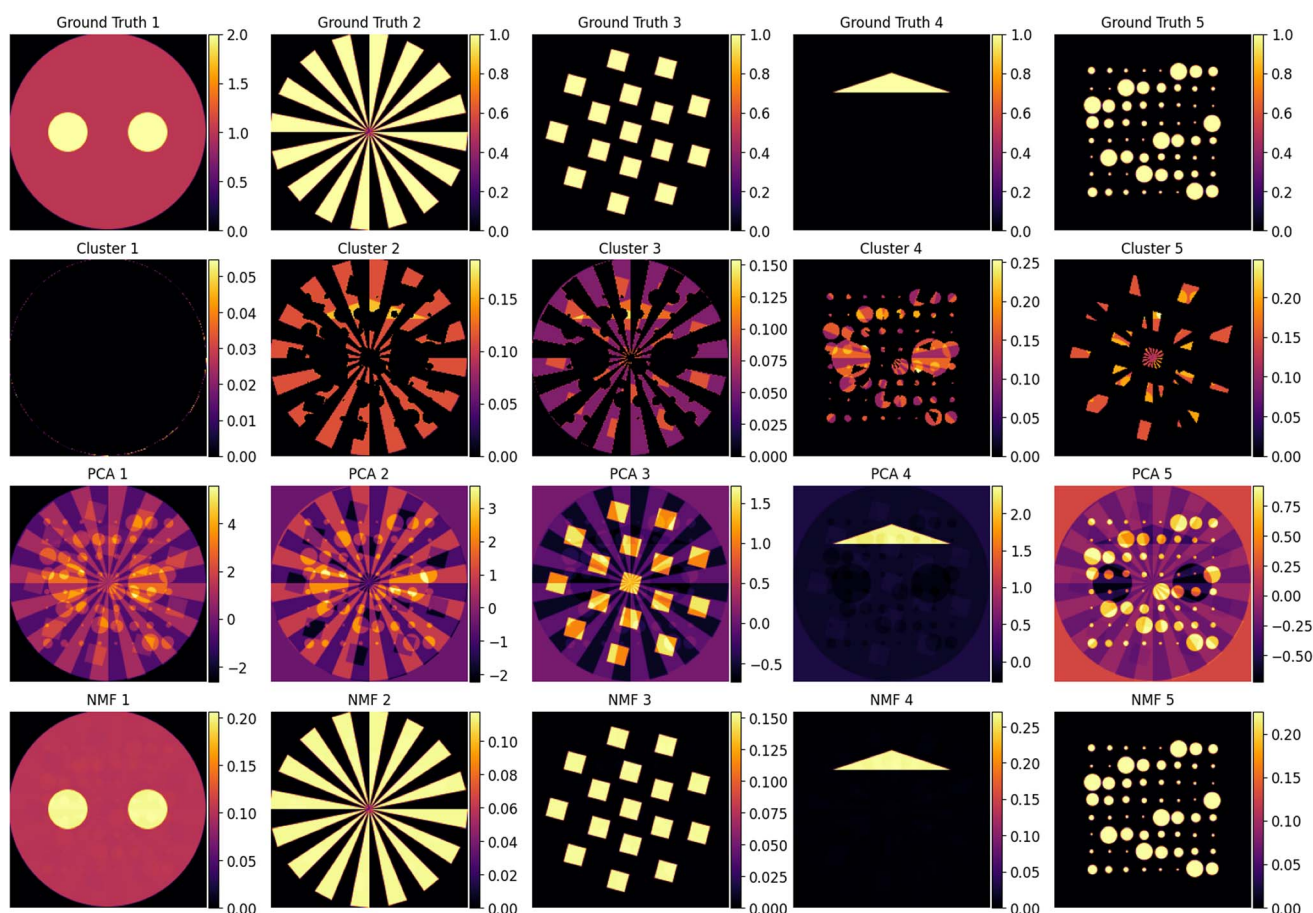 Ground Truth 1 Ground Truth 2 Ground Truth 3 Ground Truth 4 Ground Truth 5
2.0 1.0 1.0 1.0 1.0
1.5 0.8 0.8 0.8 0.8
1.0 0.6 0.6 0.6 0.6
0.5 0.4 0.4 0.4 0.4
0.0 0.2 0.2 0.2 0.2
0.0 0.0 0.0 0.0
Cluster 1 Cluster 2 Cluster 3 Cluster 4 Cluster 5
0.05 0.15 0.150 0.25 0.20
0.04 0.10 0.125 0.20 0.15
0.03 0.05 0.100 0.15 0.10
0.02 0.00 0.075 0.10 0.05
0.01 0.050 0.05 0.00
0.00 0.025 0.00
0.000
PCA 1 PCA 2 PCA 3 PCA 4 PCA 5
4 3 1.5 2.0 0.75
2 2 1.0 1.5 0.50
0 1 0.5 1.0 0.25
−2 0 0.0 0.5 0.00
−1 −0.5 0.0 −0.25
−2 −0.50
NMF 1 NMF 2 NMF 3 NMF 4 NMF 5
0.20 0.10 0.150 0.25 0.20
0.15 0.08 0.125 0.20 0.15
0.10 0.06 0.100 0.15 0.10
0.05 0.04 0.075 0.10 0.05
0.00 0.02 0.050 0.05 0.00
0.00 0.025 0.00
0.000